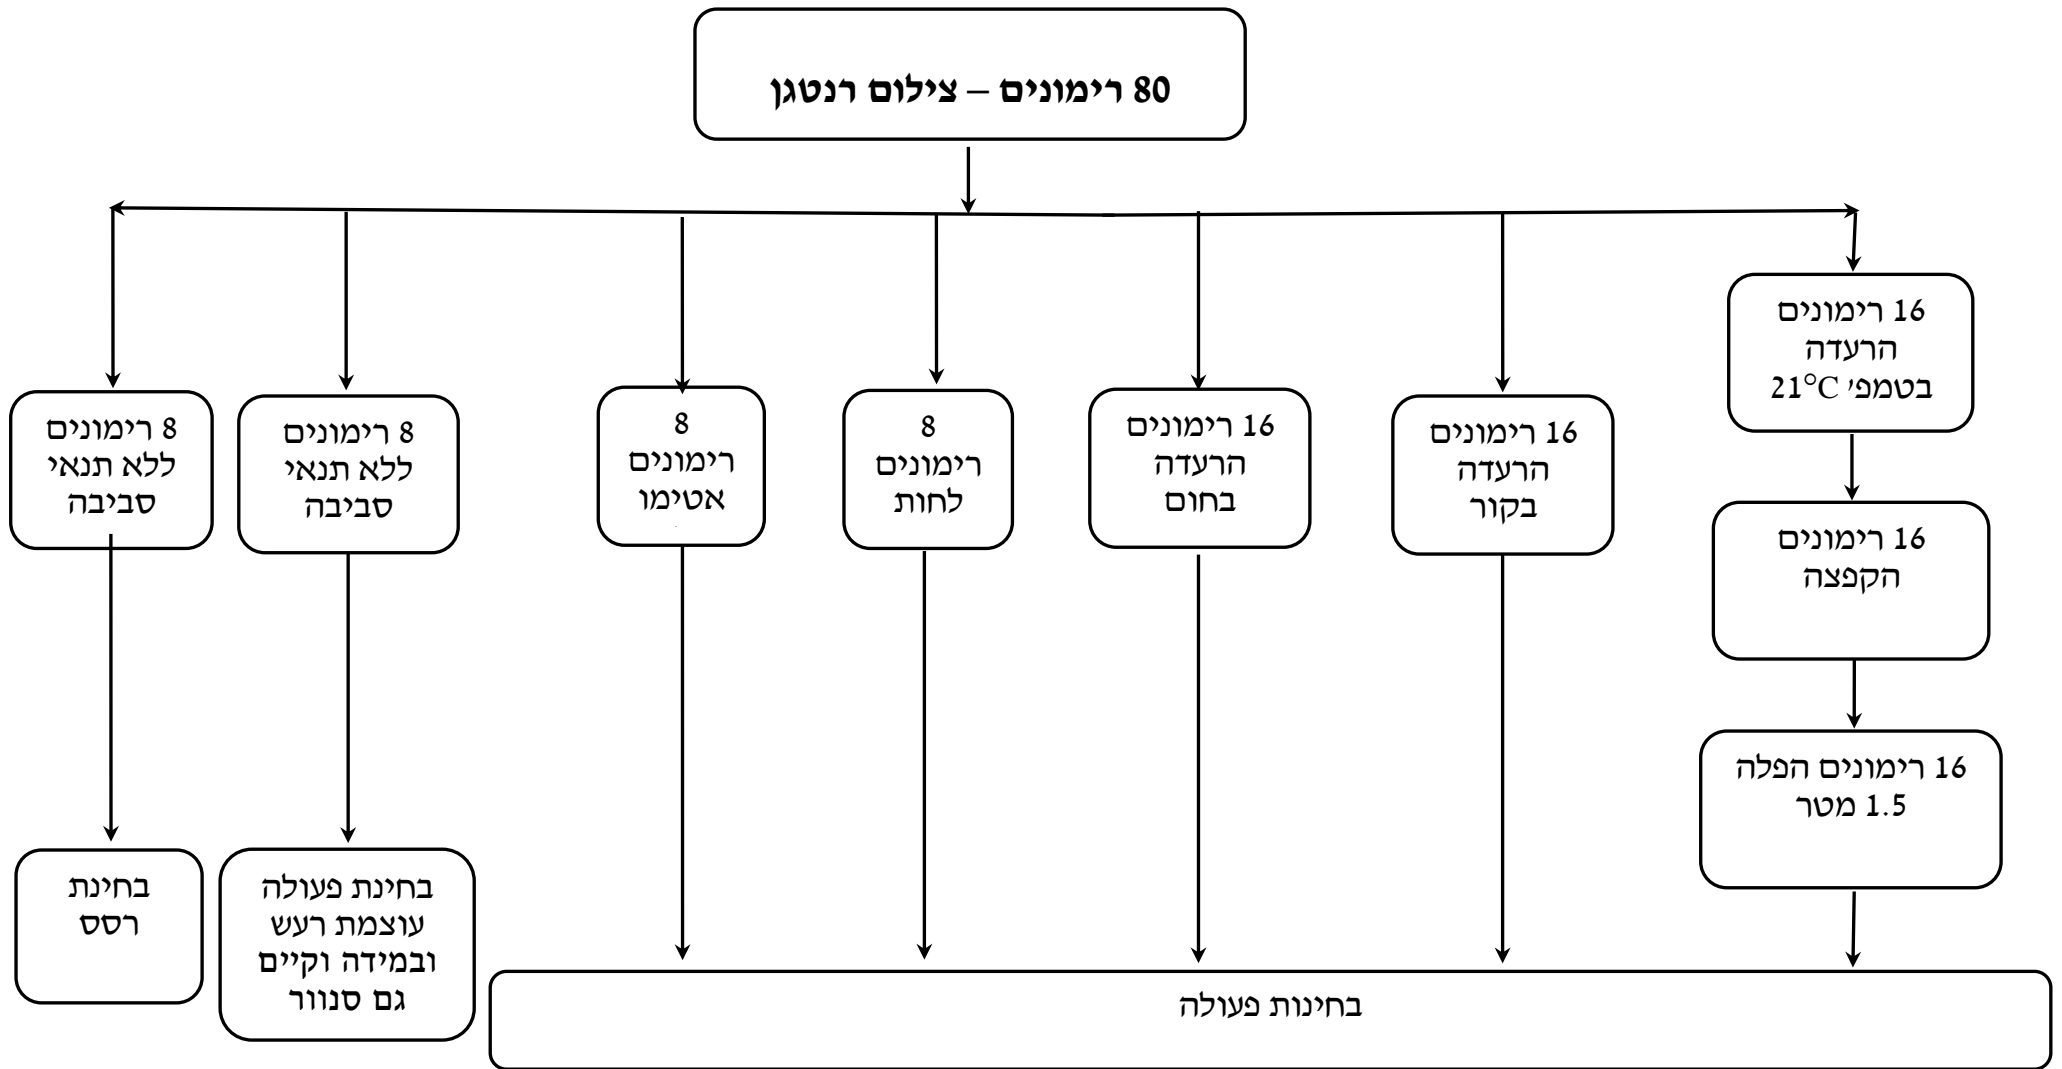 80 רימונים – צילום רנטגן
16 רימונים
הרעדה
בטמפ' 21°C
16 רימונים
הקפצה
16 רימונים הפלה
1.5 מטר
16 רימונים
הרעדה
בקור
16 רימונים
הרעדה
בחום
8
רימונים
לחות
8
רימונים
אטימו
8 רימונים
ללא תנאי
סביבה
8 רימונים
ללא תנאי
סביבה
בחינות פעולה
בחינת פעולה
עוצמת רעש
ובמידה וקיים
גם סנוור
בחינת
רסס